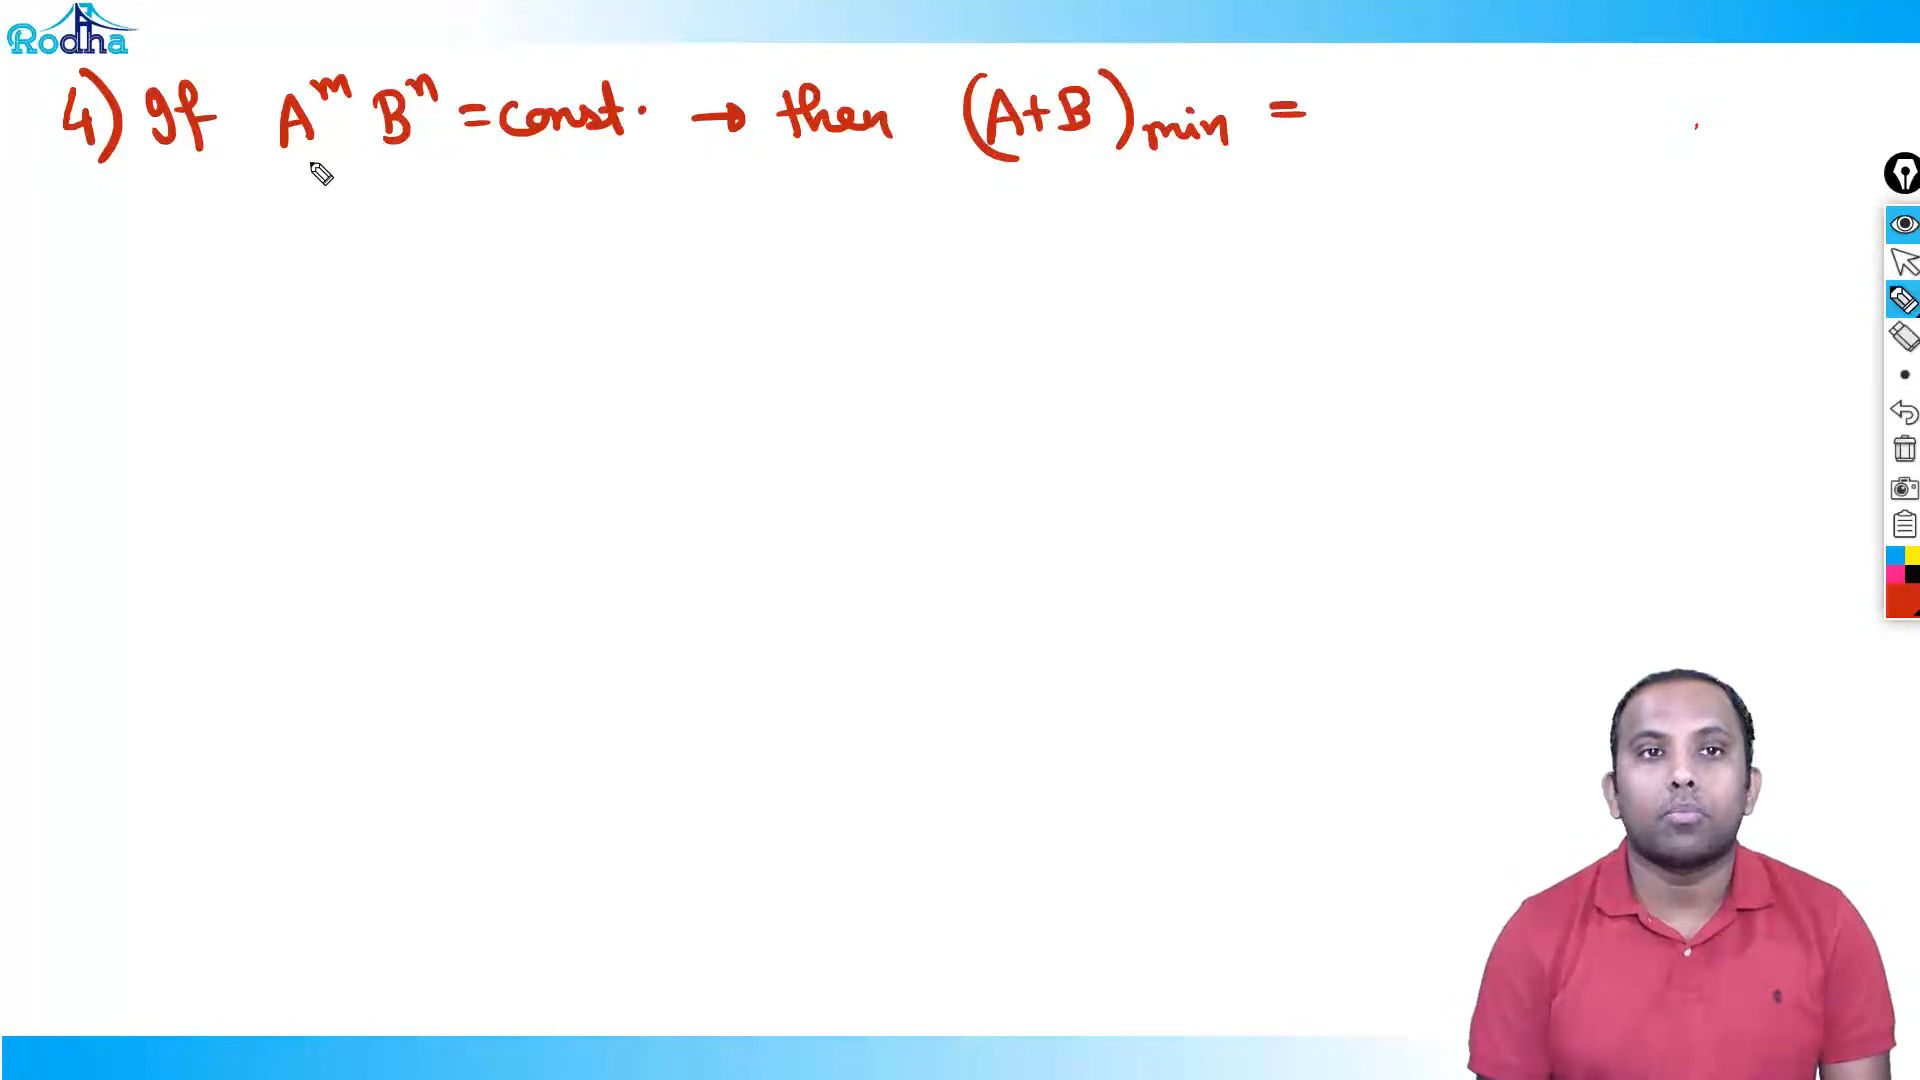 Rodha
4) If A^m B^n = const. → then (A+B)min =